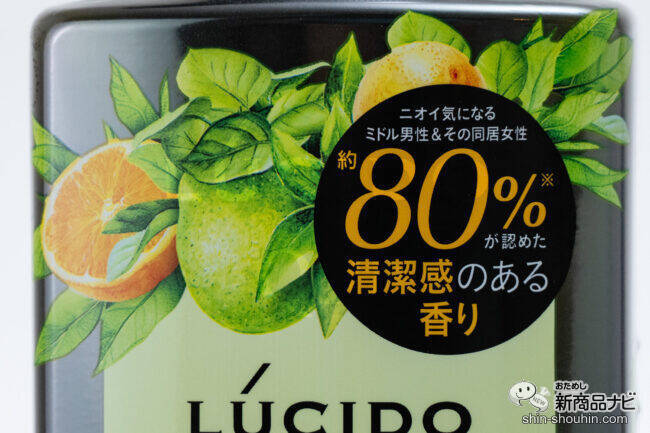 ニオイ気になる
ミドル男性＆その同居女性
約80%※
が認めた
清潔感のある
香り
LÚCIDO
おためし
新商品ナビ
NEW
shin-shouhin.com